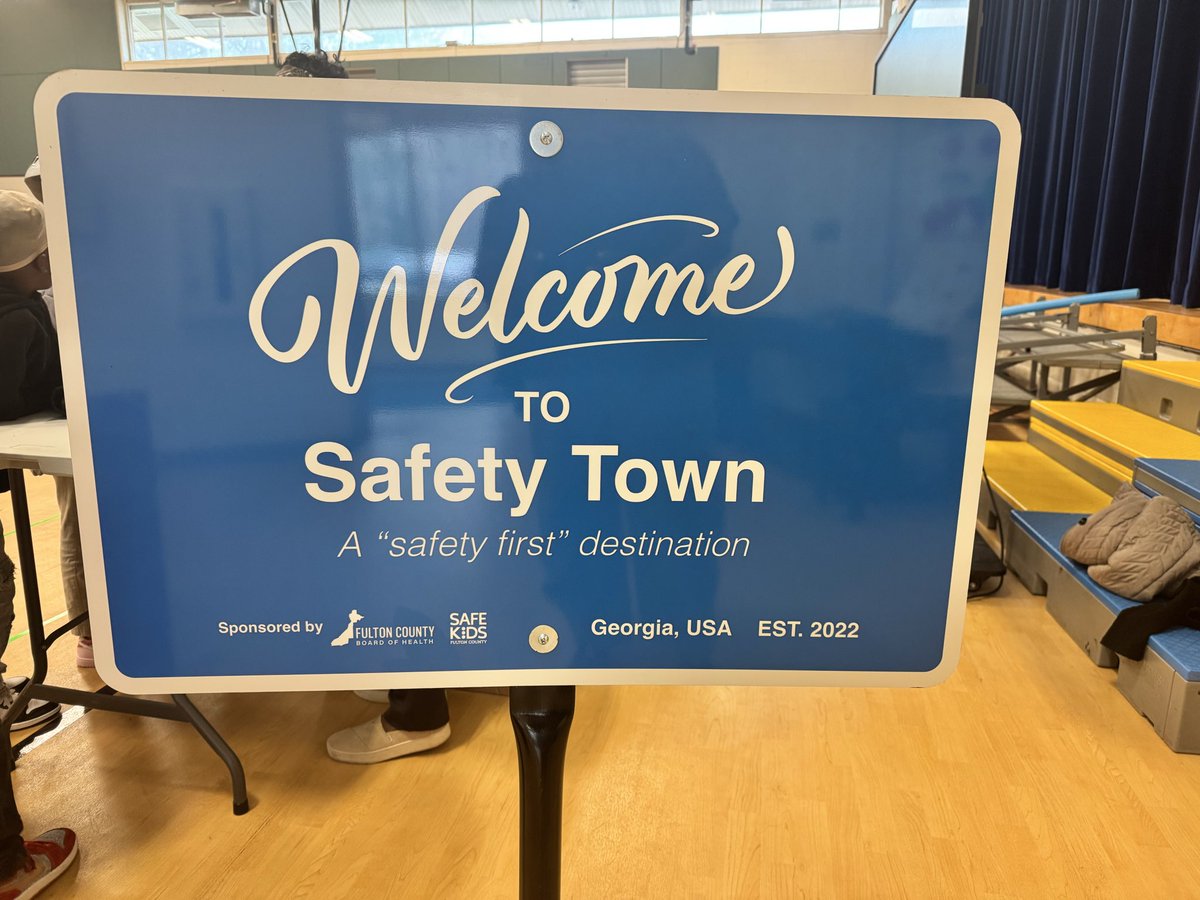 Welcome
TO
Safety Town
A “safety first” destination
Sponsored by FULTON COUNTY BOARD OF HEALTH SAFE KiDS FULTON COUNTY Georgia, USA EST. 2022